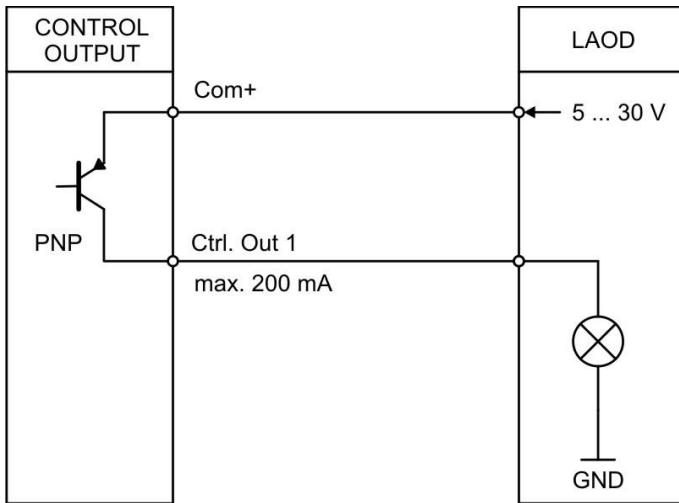 CONTROL
OUTPUT
LAOD
Com+
5 ... 30 V
PNP
Ctrl. Out 1
max. 200 mA
GND